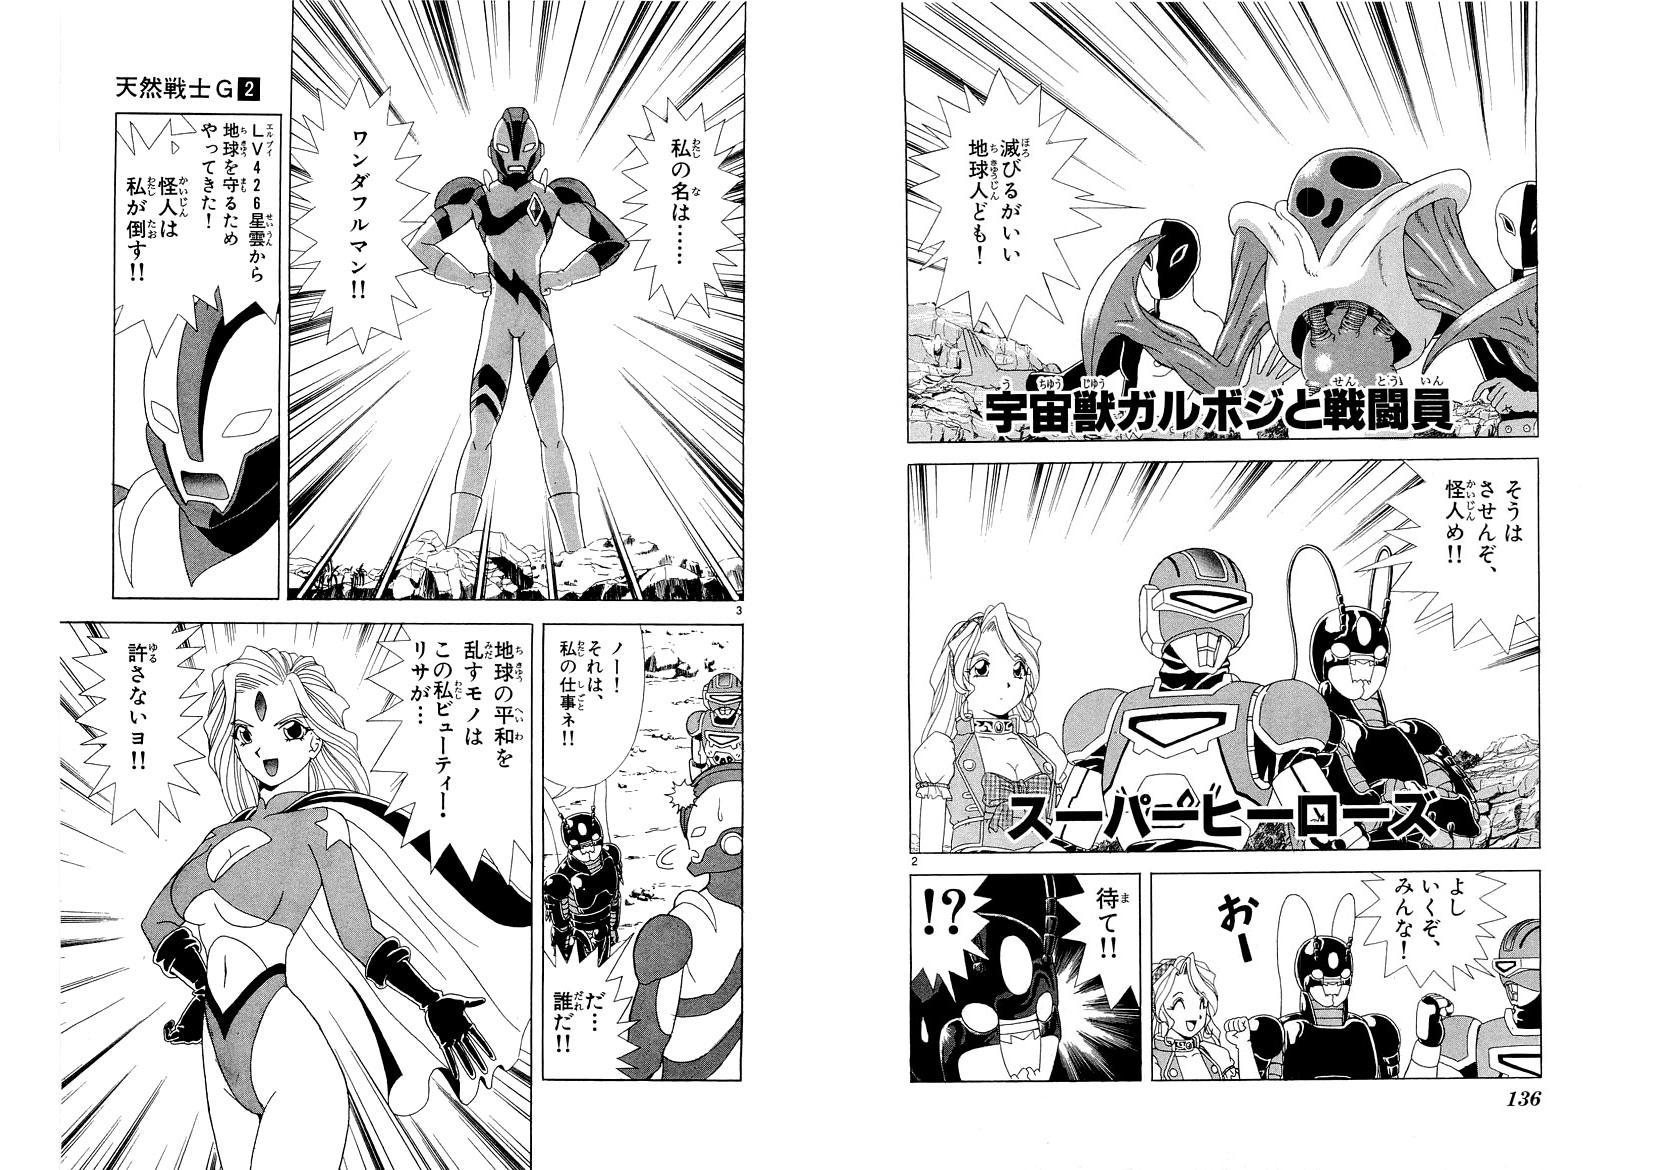 滅びるがいい
地球人ども!
宇宙獣ガルボジと戦闘員
そうは
させんぞ、
怪人め!!
スーパーヒーローズ
2
よし
いくぞ、
みんな!
おー
待て!!
!?
136
私の名は……
ワンダフルマン!!
3
天然戦士G2
LV426星雲から
地球を守るため
やってきた!
怪人は
私が倒す!!
ノー!
それは、
私の仕事ネ!!
だ…
誰だ!!
地球の平和を
乱すモノは
この私ビューティー!
リサが…
許さないヨ!!